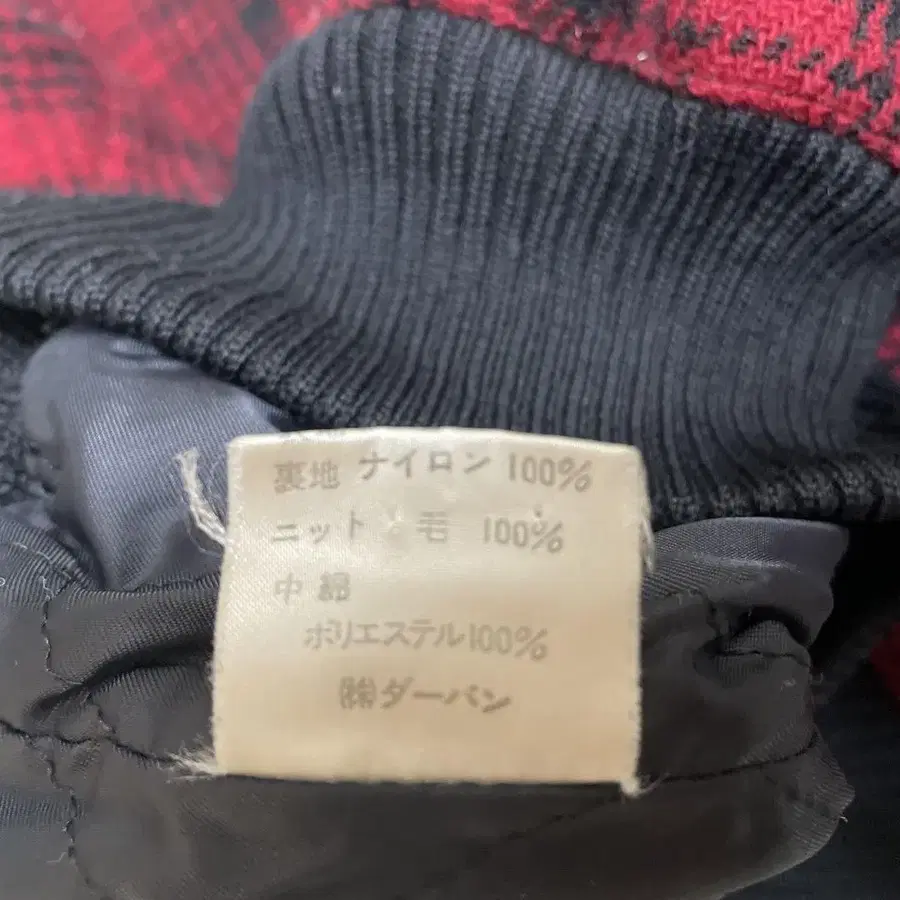 裏地 ナイロン 100%
ニット 毛 100%
中綿
ポリエステル100%
㈱ダーバン